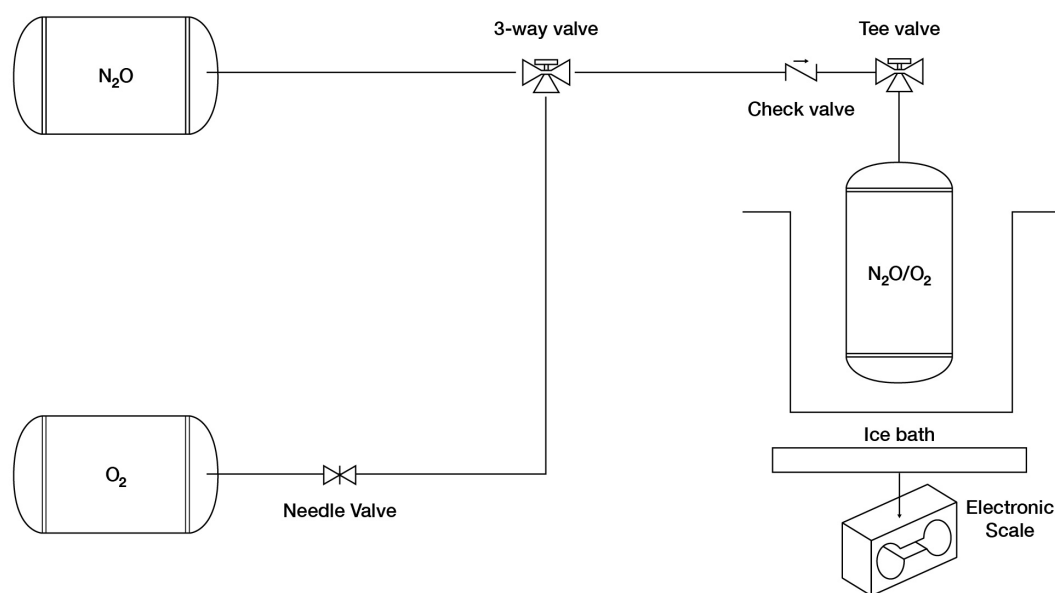 3-way valve
Tee valve
N₂O
Check valve
N₂O/O₂
Ice bath
O₂
Needle Valve
Electronic
Scale